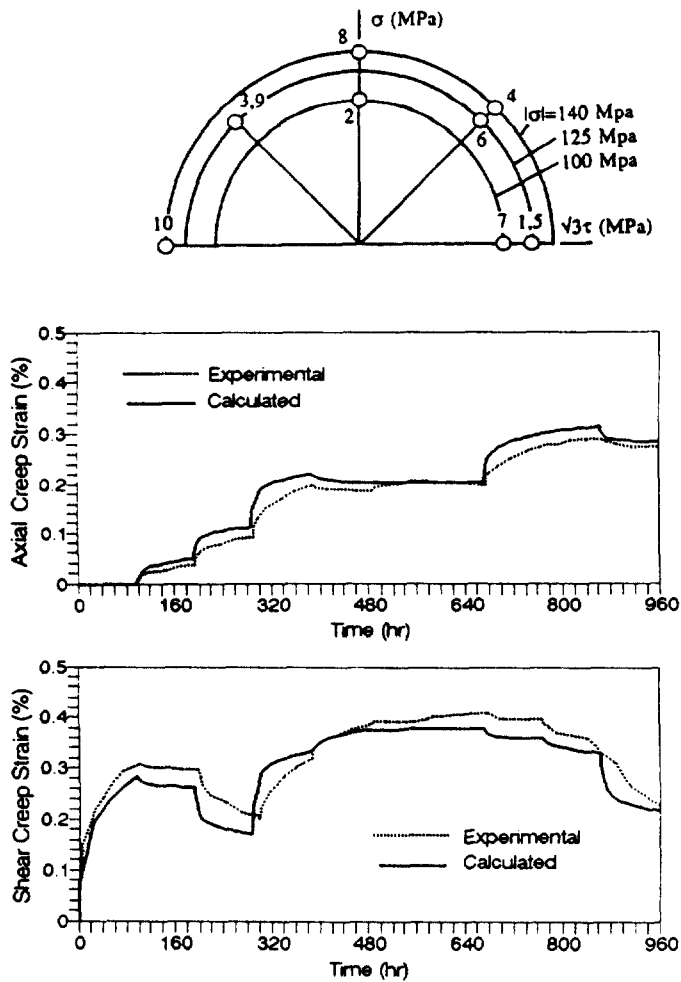 σ (MPa)
8
3,9
4
2
6
|σ|=140 Mpa
125 Mpa
100 Mpa
10
7
1,5
√3τ (MPa)
0.5
0.4
0.3
0.2
0.1
0
Axial Creep Strain (%)
Experimental
Calculated
0 160 320 480 640 800 960
Time (hr)
0.5
0.4
0.3
0.2
0.1
0
Shear Creep Strain (%)
Experimental
Calculated
0 160 320 480 640 800 960
Time (hr)